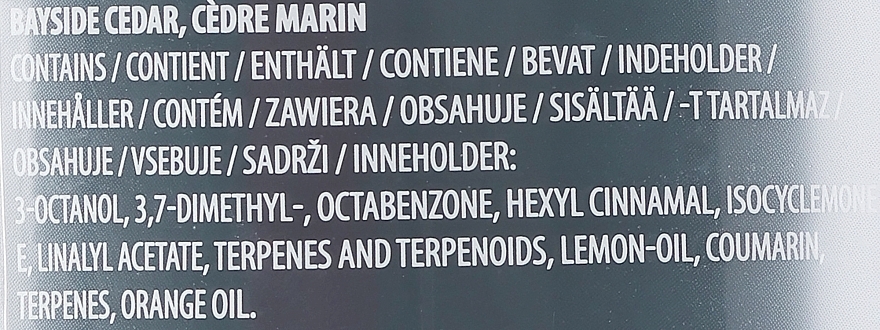 BAYSIDE CEDAR, CÈDRE MARIN
CONTAINS / CONTIENT / ENTHÄLT / CONTIENE / BEVAT / INDEHOLDER /
INNEHÅLLER / CONTÉM / ZAWIERA / OBSAHUJE / SISÄLTÄÄ / -T TARTALMAZ /
OBSAHUJE / VSEBUJE / SADRŽI / INNEHOLDER:
3-OCTANOL, 3,7-DIMETHYL-, OCTABENZONE, HEXYL CINNAMAL, ISOCYCLEMONE
E, LINALYL ACETATE, TERPENES AND TERPENOIDS, LEMON-OIL, COUMARIN,
TERPENES, ORANGE OIL.